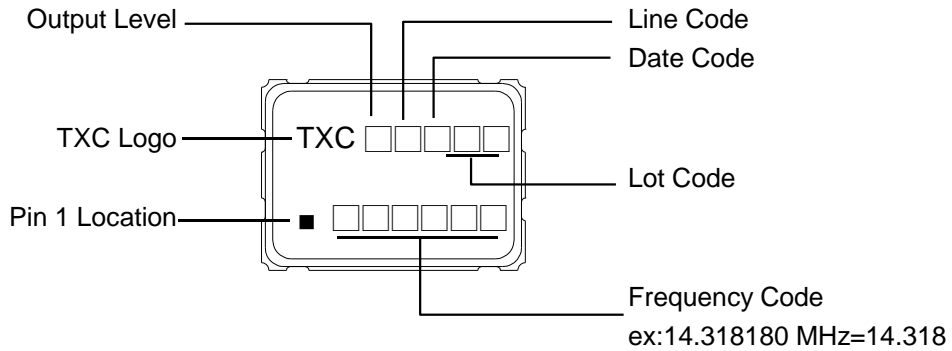 Output Level
Line Code
Date Code
TXC Logo
TXC □□□□□
Lot Code
Pin 1 Location
■ □□□□□□
Frequency Code
ex:14.318180 MHz=14.318